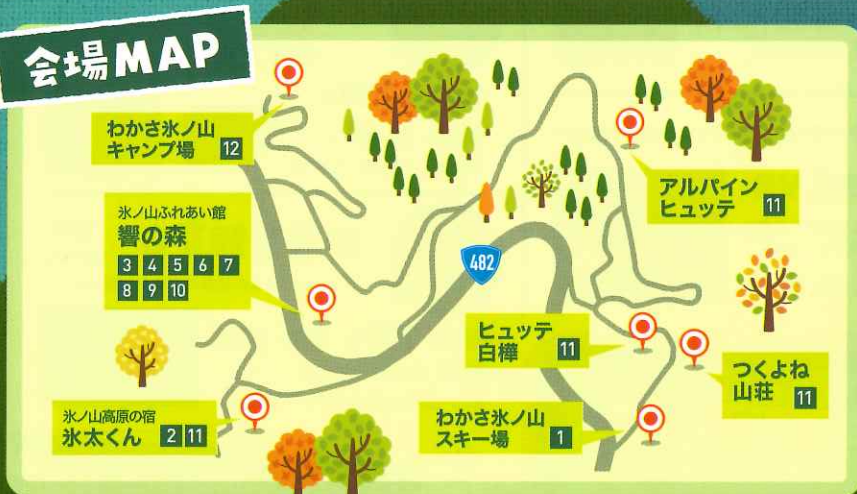 会場MAP
わかさ氷ノ山
キャンプ場 12
氷ノ山ふれあい館
響の森
3 4 5 6 7
8 9 10
氷ノ山高原の宿
氷太くん 2 11
482
アルパイン
ヒュッテ 11
ヒュッテ
白樺 11
つくよね
山荘 11
わかさ氷ノ山
スキー場 1